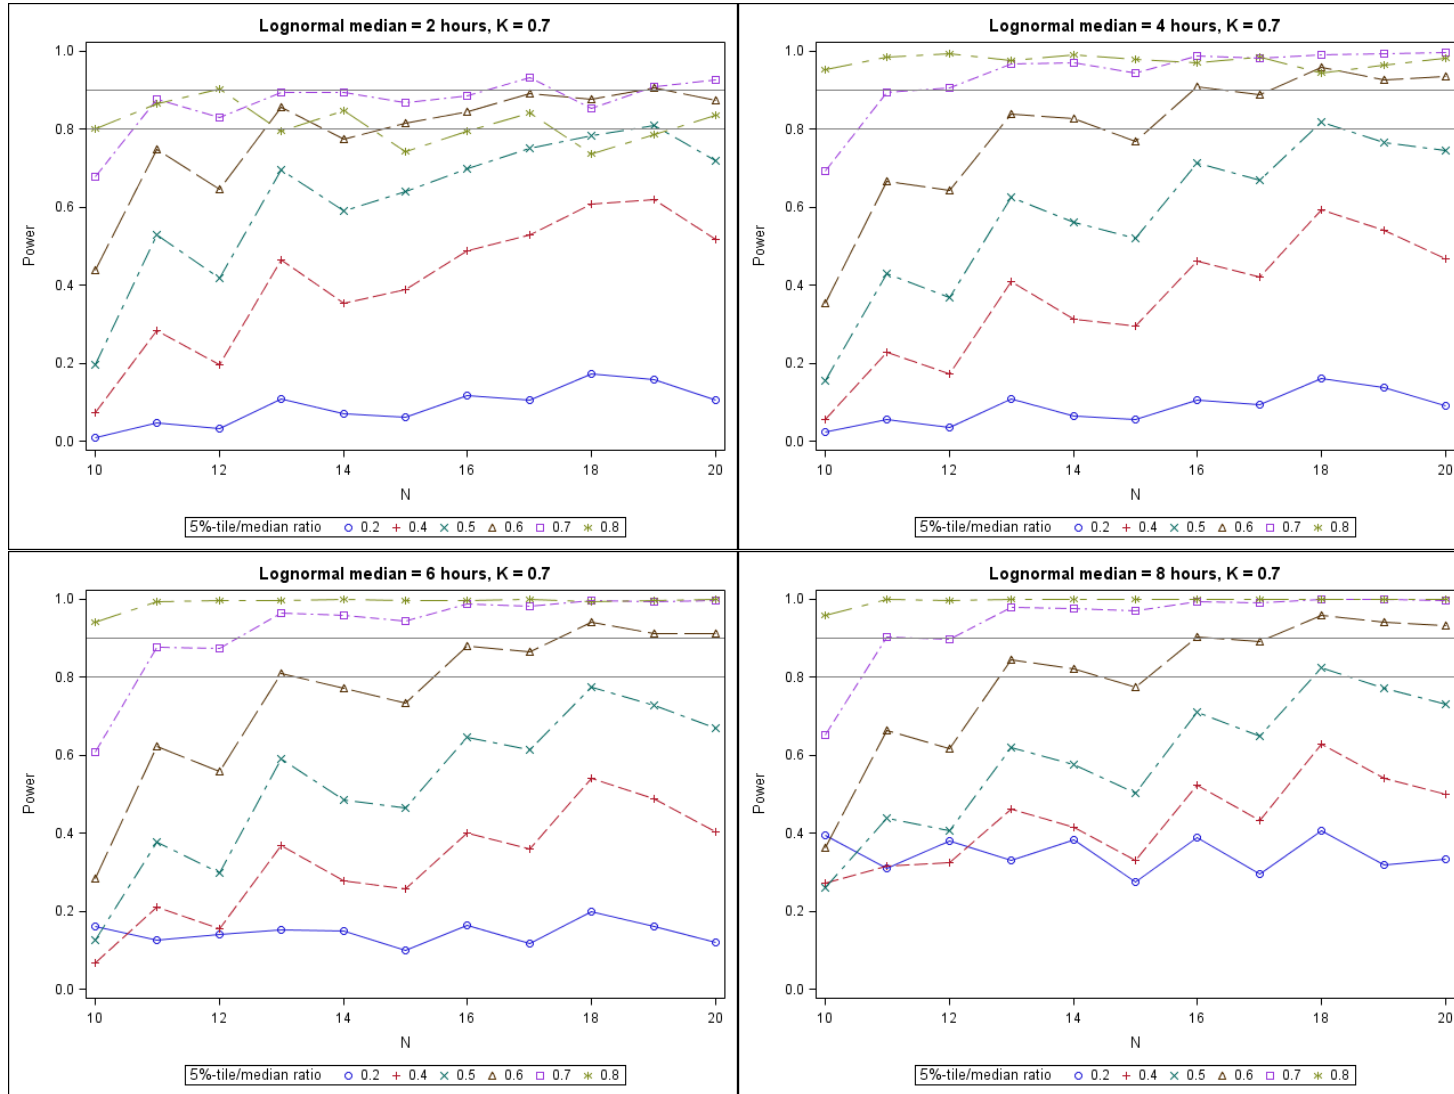 Lognormal median = 2 hours, K = 0.7
1.0
0.8
0.6
0.4
0.2
0.0
Power
10 12 14 16 18 20
N
5%-tile/median ratio 0.2 0.4 0.5 0.6 0.7 0.8
Lognormal median = 4 hours, K = 0.7
1.0
0.8
0.6
0.4
0.2
0.0
Power
10 12 14 16 18 20
N
5%-tile/median ratio 0.2 0.4 0.5 0.6 0.7 0.8
Lognormal median = 6 hours, K = 0.7
1.0
0.8
0.6
0.4
0.2
0.0
Power
10 12 14 16 18 20
N
5%-tile/median ratio 0.2 0.4 0.5 0.6 0.7 0.8
Lognormal median = 8 hours, K = 0.7
1.0
0.8
0.6
0.4
0.2
0.0
Power
10 12 14 16 18 20
N
5%-tile/median ratio 0.2 0.4 0.5 0.6 0.7 0.8